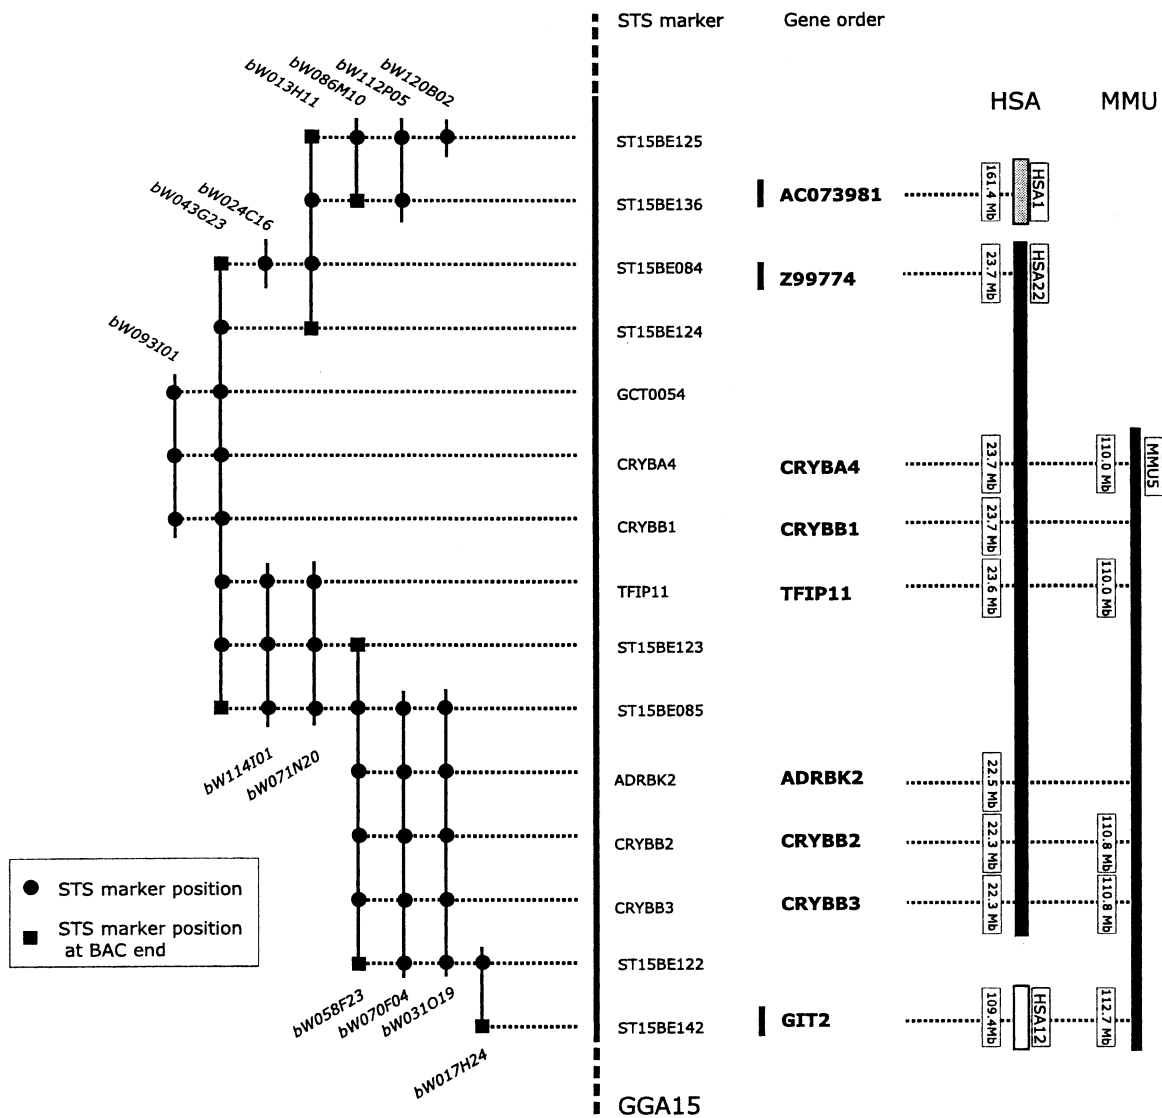 STS marker
Gene order
HSA
MMU
bW013H11
bW086M10
bW112P05
bW120B02
bW043G23
bW024C16
bW093I01
ST15BE125
ST15BE136
AC073981
161.4 Mb
HSA1
ST15BE084
Z99774
23.7 Mb
HSA22
ST15BE124
GCT0054
CRYBA4
CRYBA4
23.7 Mb
110.0 Mb
MMU5
CRYBB1
CRYBB1
23.7 Mb
TFIP11
TFIP11
23.6 Mb
110.0 Mb
ST15BE123
ST15BE085
bW114I01
bW071N20
ADRBK2
ADRBK2
22.5 Mb
CRYBB2
CRYBB2
22.3 Mb
110.8 Mb
CRYBB3
CRYBB3
22.3 Mb
110.8 Mb
ST15BE122
bW058F23
bW070F04
bW031O19
ST15BE142
GIT2
109.4Mb
HSA12
112.7 Mb
bW017H24
STS marker position
STS marker position
at BAC end
GGA15